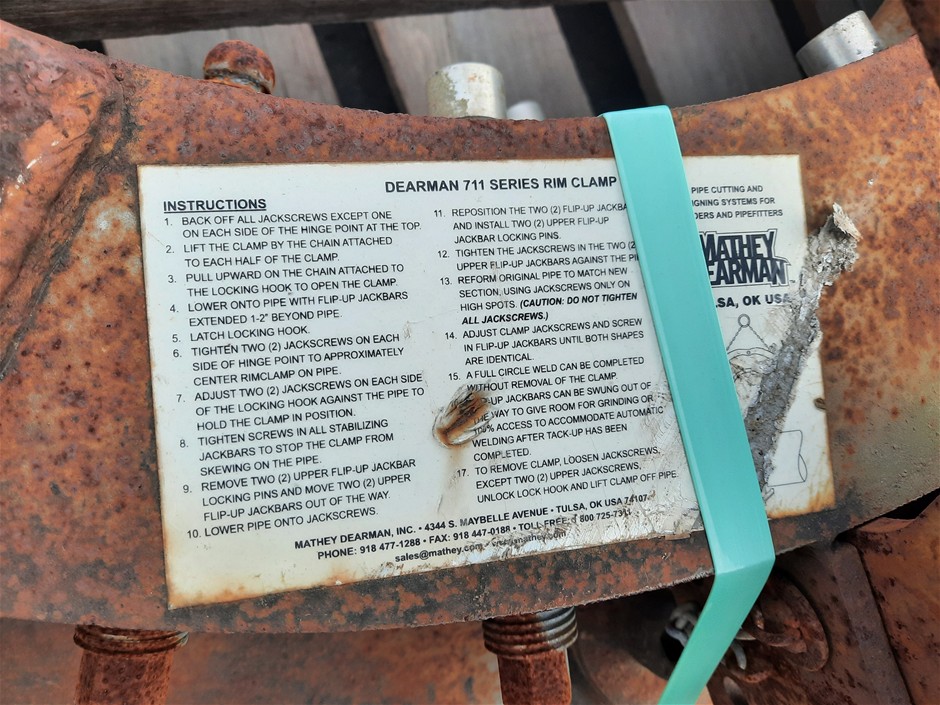 DEARMAN 711 SERIES RIM CLAMP
INSTRUCTIONS
1. BACK OFF ALL JACKSCREWS EXCEPT ONE
ON EACH SIDE OF THE HINGE POINT AT THE TOP.
2. LIFT THE CLAMP BY THE CHAIN ATTACHED
TO EACH HALF OF THE CLAMP.
3. PULL UPWARD ON THE CHAIN ATTACHED TO
THE LOCKING HOOK TO OPEN THE CLAMP.
4. LOWER ONTO PIPE WITH FLIP-UP JACKBARS
EXTENDED 1-2" BEYOND PIPE.
5. LATCH LOCKING HOOK.
6. TIGHTEN TWO (2) JACKSCREWS ON EACH
SIDE OF HINGE POINT TO APPROXIMATELY
CENTER RIMCLAMP ON PIPE.
7. ADJUST TWO (2) JACKSCREWS ON EACH SIDE
OF THE LOCKING HOOK AGAINST THE PIPE TO
HOLD THE CLAMP IN POSITION.
8. TIGHTEN SCREWS IN ALL STABILIZING
JACKBARS TO STOP THE CLAMP FROM
SKEWING ON THE PIPE.
9. REMOVE TWO (2) UPPER FLIP-UP JACKBAR
LOCKING PINS AND MOVE TWO (2) UPPER
FLIP-UP JACKBARS OUT OF THE WAY.
10. LOWER PIPE ONTO JACKSCREWS.
11. REPOSITION THE TWO (2) FLIP-UP
AND INSTALL TWO (2) UPPER FLIP-UP
JACKBAR LOCKING PINS.
12. TIGHTEN THE JACKSCREWS IN THE TWO
UPPER FLIP-UP JACKBARS AGAINST THE
13. REFORM ORIGINAL PIPE TO MATCH NEW
SECTION, USING JACKSCREWS ONLY ON
HIGH SPOTS. (CAUTION: DO NOT TIGHTEN
ALL JACKSCREWS.)
14. ADJUST CLAMP JACKSCREWS AND SCREW
IN FLIP-UP JACKBARS UNTIL BOTH SHAPES
ARE IDENTICAL.
15. A FULL CIRCLE WELD CAN BE COMPLETED
WITHOUT REMOVAL OF THE CLAMP.
JACKBARS CAN BE SWUNG OUT OF
WAY TO GIVE ROOM FOR GRINDING OR
100% ACCESS TO ACCOMMODATE AUTOMATIC
WELDING AFTER TACK-UP HAS BEEN
COMPLETED.
17. TO REMOVE CLAMP, LOOSEN JACKSCREWS,
EXCEPT TWO (2) UPPER JACKSCREWS,
UNLOCK LOCK HOOK AND LIFT CLAMP OFF PIPE.
MATHEY DEARMAN, INC. • 4344 S. MAYBELLE AVENUE • TULSA, OK USA 74107
PHONE: 918 477-1288 • FAX: 918 447-0188 • TOLL FREE: 800 725-7311
sales@mathey.com • www.mathey.com
PIPE CUTTING AND
SYSTEMS FOR
AND PIPEFITTERS
MATHEY
DEARMAN
OK USA